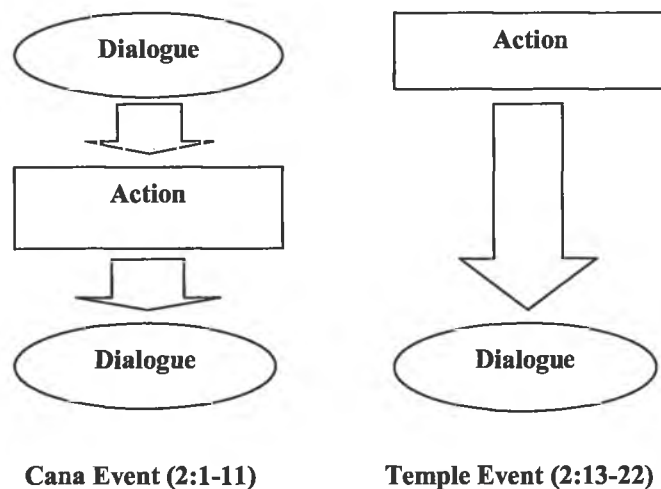 Dialogue
Action
Dialogue
Cana Event (2:1-11)
Action
Dialogue
Temple Event (2:13-22)